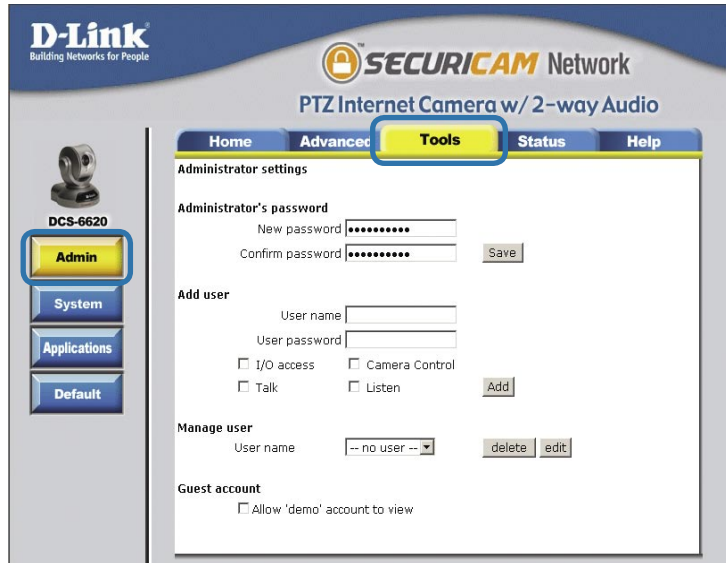 D-Link®
Building Networks for People
SECURICAM Network
™
PTZ Internet Camera w/ 2-way Audio
Home Advanced Tools Status Help
DCS-6620
Admin
System
Applications
Default
Administrator settings
Administrator's password
New password ••••••••••
Confirm password •••••••••• Save
Add user
User name
User password
I/O access Camera Control
Talk Listen Add
Manage user
User name -- no user -- delete edit
Guest account
Allow 'demo' account to view